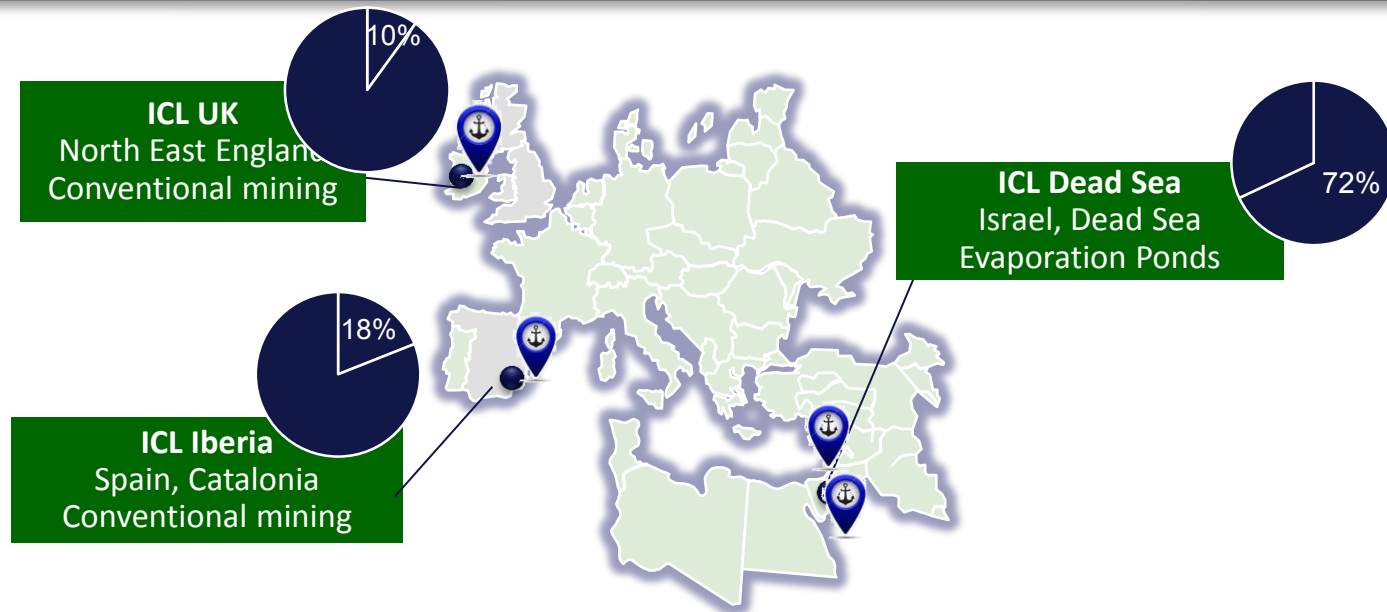 10%
ICL UK
North East England
Conventional mining
72%
ICL Dead Sea
Israel, Dead Sea
Evaporation Ponds
18%
ICL Iberia
Spain, Catalonia
Conventional mining